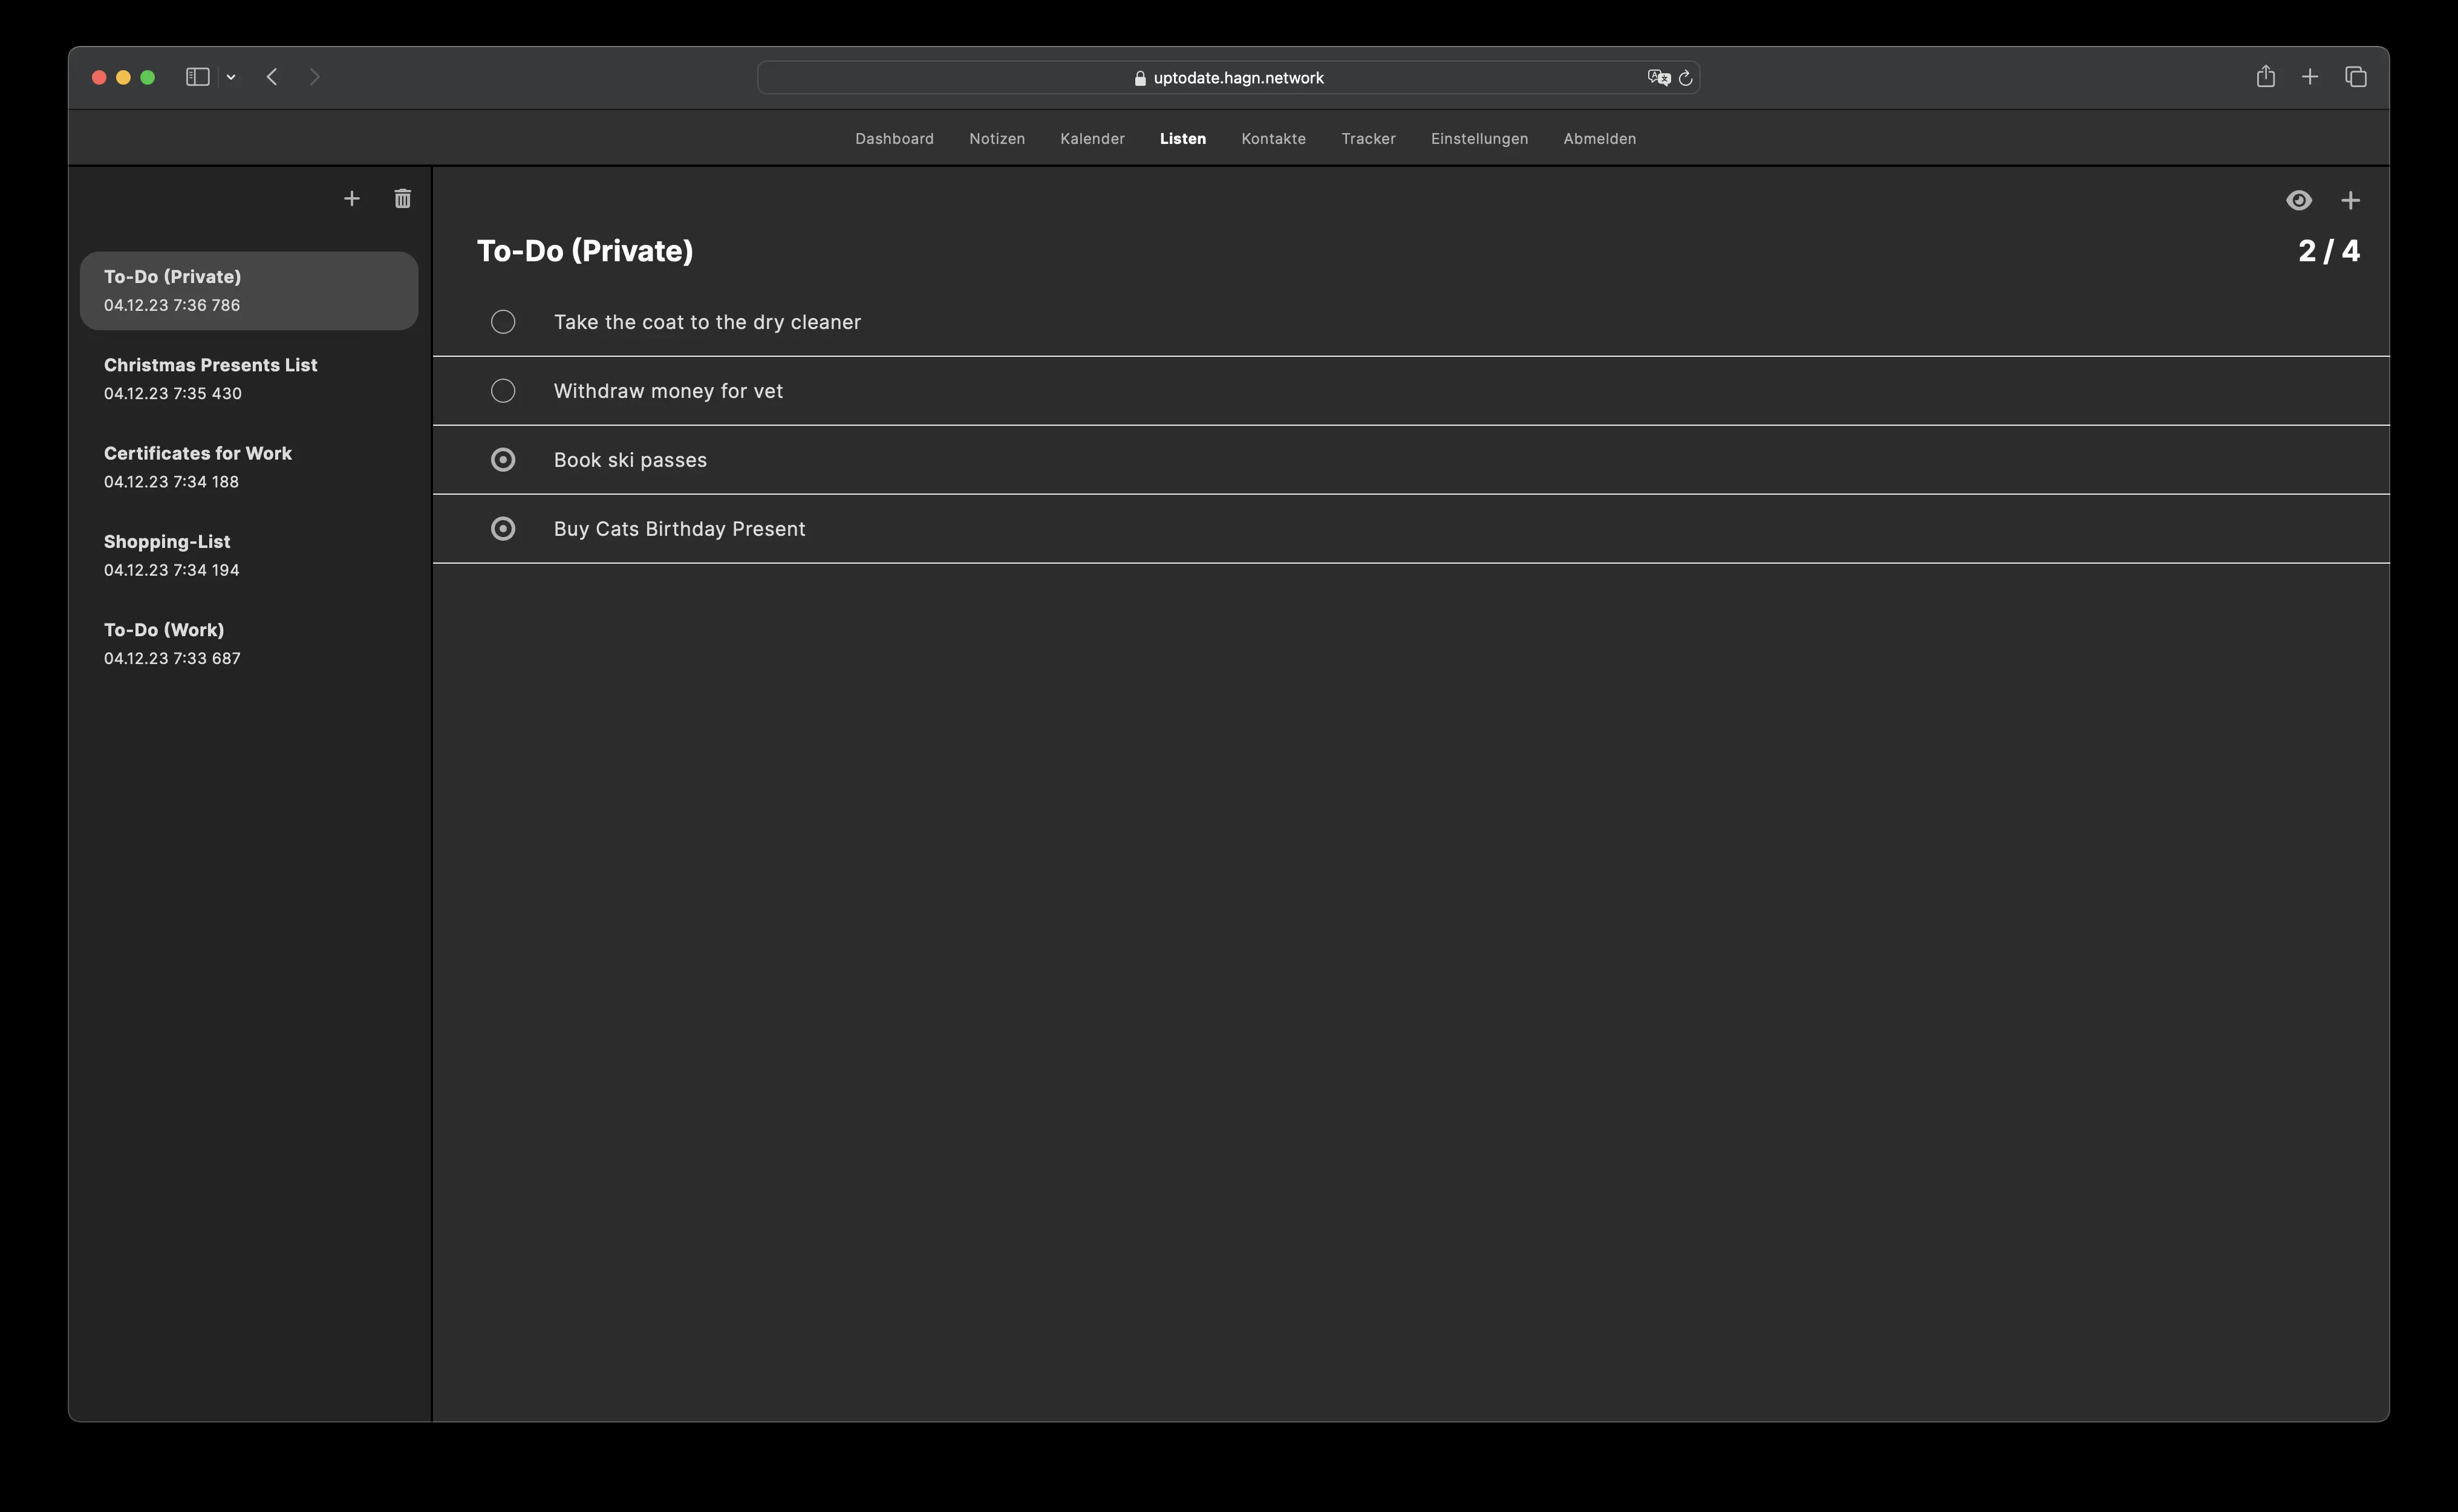 uptodate.hagn.network
Dashboard Notizen Kalender Listen Kontakte Tracker Einstellungen Abmelden
To-Do (Private)
04.12.23 7:36 786
Christmas Presents List
04.12.23 7:35 430
Certificates for Work
04.12.23 7:34 188
Shopping-List
04.12.23 7:34 194
To-Do (Work)
04.12.23 7:33 687
To-Do (Private) 2 / 4
Take the coat to the dry cleaner
Withdraw money for vet
Book ski passes
Buy Cats Birthday Present